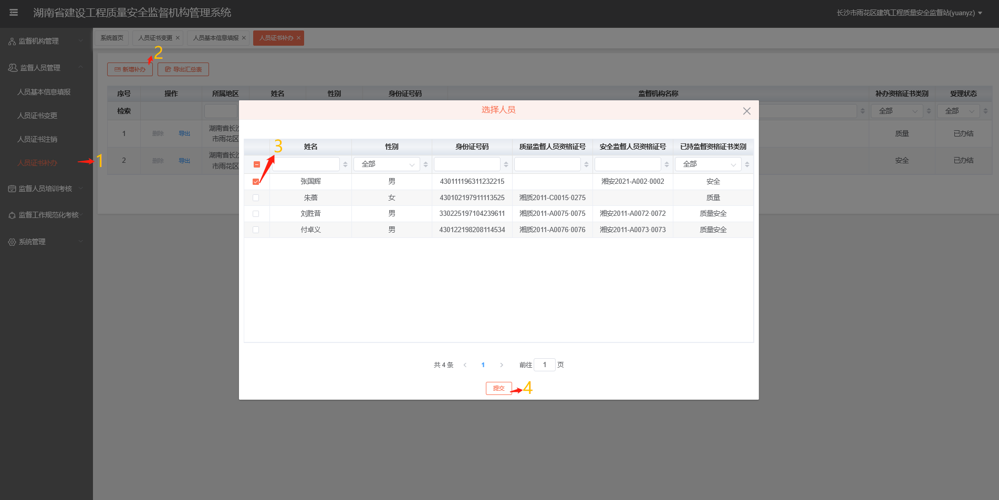 湖南省建设工程质量安全监督机构管理系统
长沙市雨花区建筑工程质量安全监督站(yuanyz)
监督机构管理
监督人员管理
人员基本信息填报
人员证书变更
人员证书注销
人员证书补办
1
监督人员培训考核
监督工作规范化考核
系统管理
系统首页
人员证书变更
人员基本信息填报
人员证书补办
2
新增补办
导出汇总表
序号 操作 所属地区 姓名 性别 身份证号码 监督机构名称 补办资格证书类别 受理状态
检索 全部 全部
1 删除 导出 湖南省长沙
市雨花区 质量 已办结
2 删除 导出 湖南省长沙
市雨花区 安全 已办结
选择人员
3
姓名 性别 身份证号码 质量监督人员资格证号 安全监督人员资格证号 已持监督资格证书类别
全部 全部
张国辉 男 430111196311232215 湘安2021-A002·0002 安全
朱蓓 女 430102197911113525 湘质2011-C0015·0275 质量
刘胜昔 男 330225197104239611 湘质2011-A0075·0075 湘安2011-A0072·0072 质量安全
付卓义 男 430122198208114534 湘质2011-A0076·0076 湘安2011-A0073·0073 质量安全
共 4 条 1 前往 1 页
提交
4